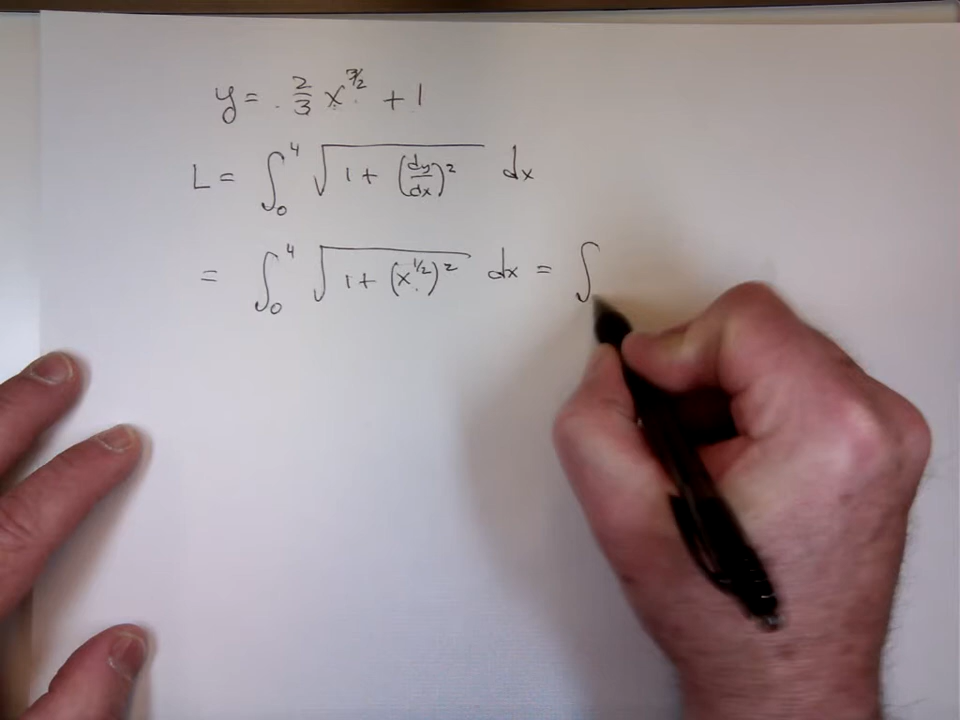 y = 2/3 x^3/2 + 1
L = ∫₀⁴ √(1 + (dy/dx)²) dx
= ∫₀⁴ √(1 + (x^1/2)²) dx = ∫